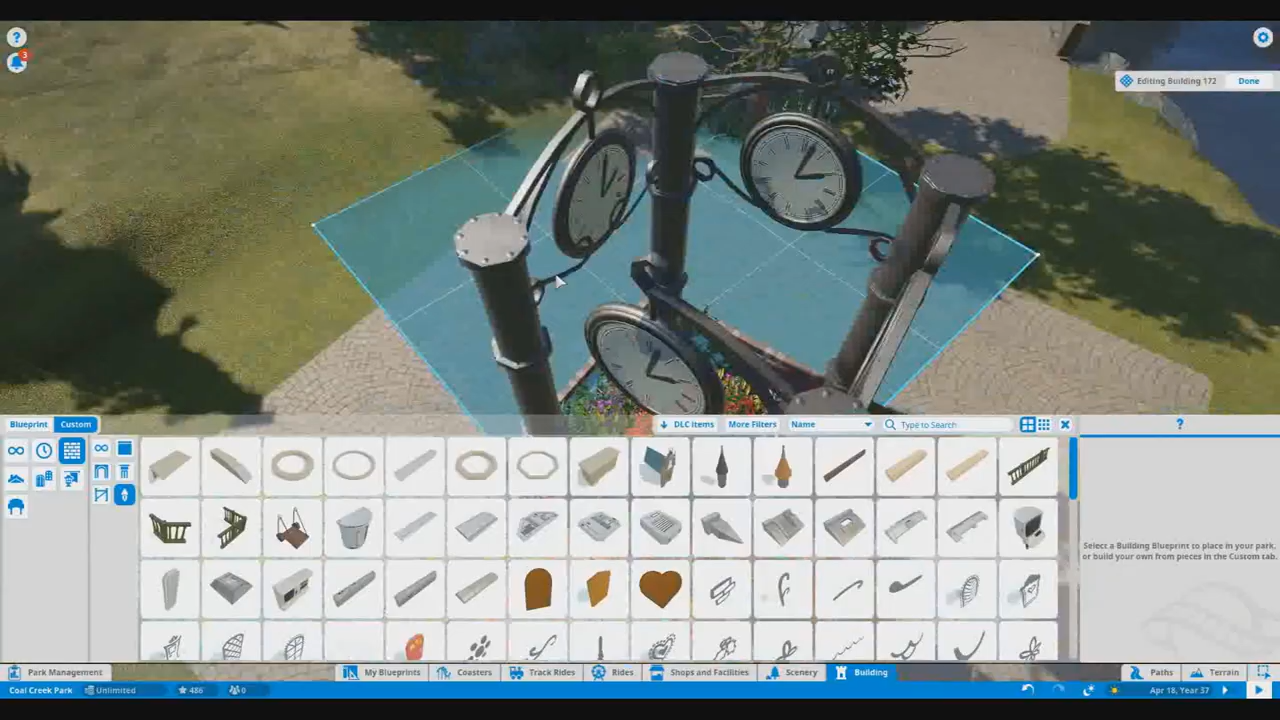 ?
3
Editing Building 172 Done
Blueprint Custom DLC Items More Filters Name Type to Search
?
Select a Building Blueprint to place in your park,
or build your own from pieces in the Custom tab.
Park Management My Blueprints Coasters Track Rides Rides Shops and Facilities Scenery Building Paths Terrain
Coal Creek Park Unlimited 486 0 Apr 18, Year 37